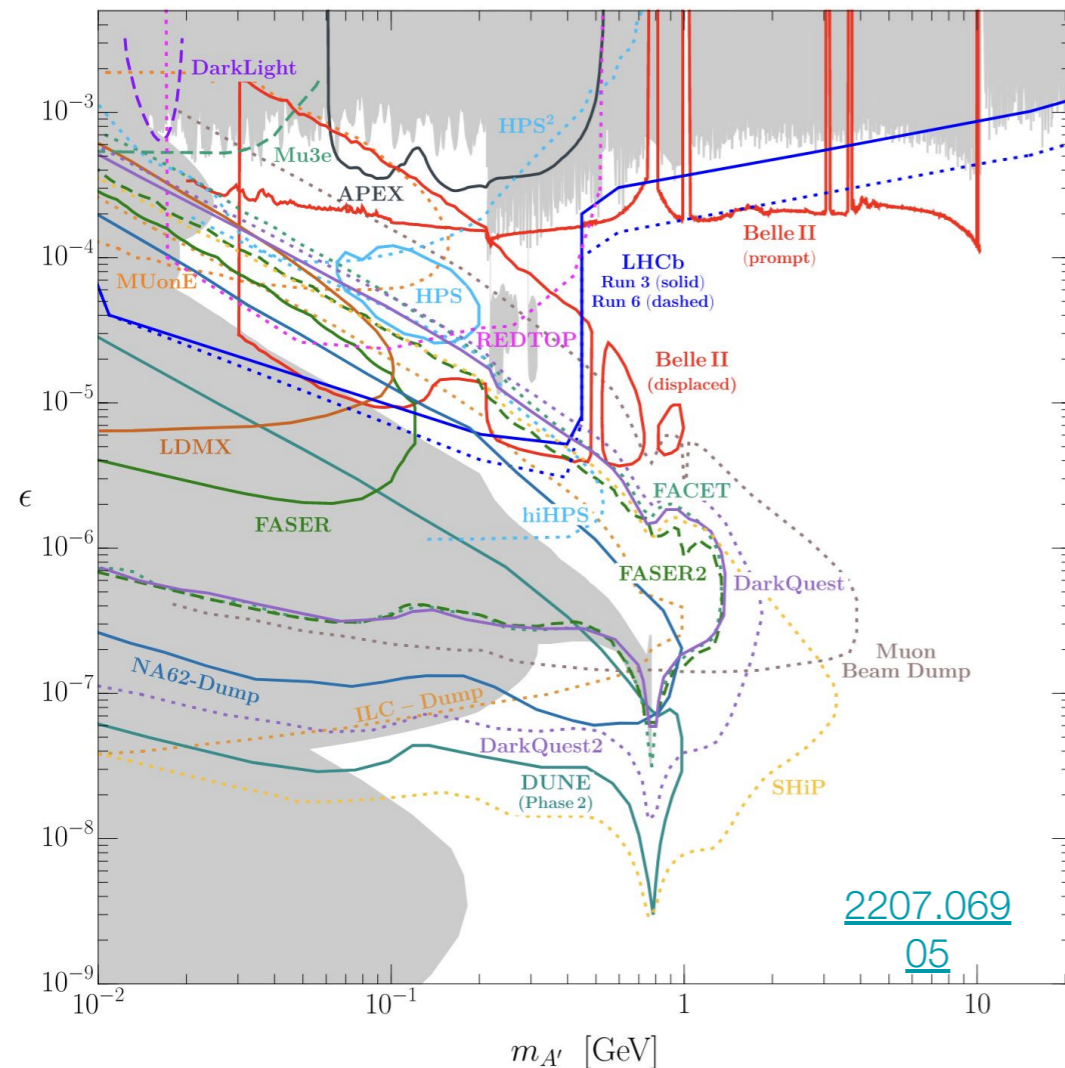 DarkLight
10⁻³
HPS²
Mu3e
APEX
10⁻⁴
Belle II
(prompt)
LHCb
Run 3 (solid)
Run 6 (dashed)
MUonE
HPS
REDTOP
Belle II
(displaced)
10⁻⁵
LDMX
ϵ
FACET
hiHPS
FASER
10⁻⁶
FASER2
DarkQuest
Muon
Beam Dump
NA62-Dump
10⁻⁷
ILC – Dump
DarkQuest2
DUNE
(Phase 2)
SHiP
10⁻⁸
2207.069
05
10⁻⁹
10⁻²
10⁻¹
1
10
m_A′ [GeV]